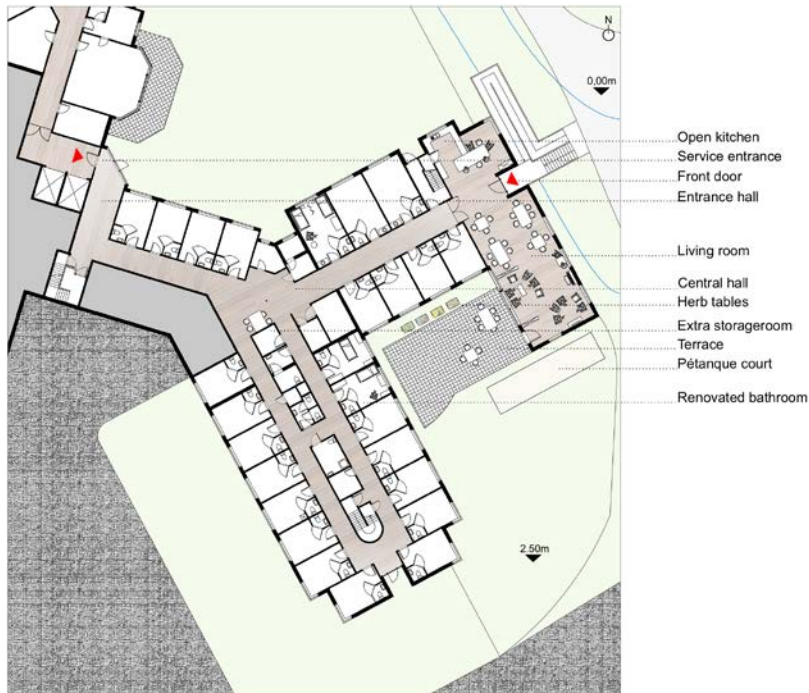 N
0,00m
Open kitchen
Service entrance
Front door
Entrance hall
Living room
Central hall
Herb tables
Extra storageroom
Terrace
Pétanque court
Renovated bathroom
2.50m